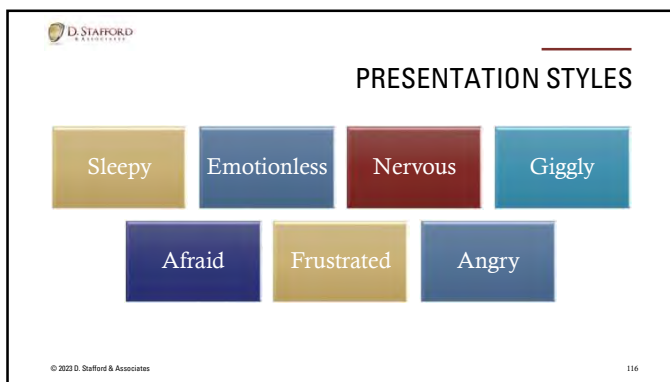 D. STAFFORD
& ASSOCIATES
PRESENTATION STYLES
Sleepy Emotionless Nervous Giggly
Afraid Frustrated Angry
© 2023 D. Stafford & Associates 116